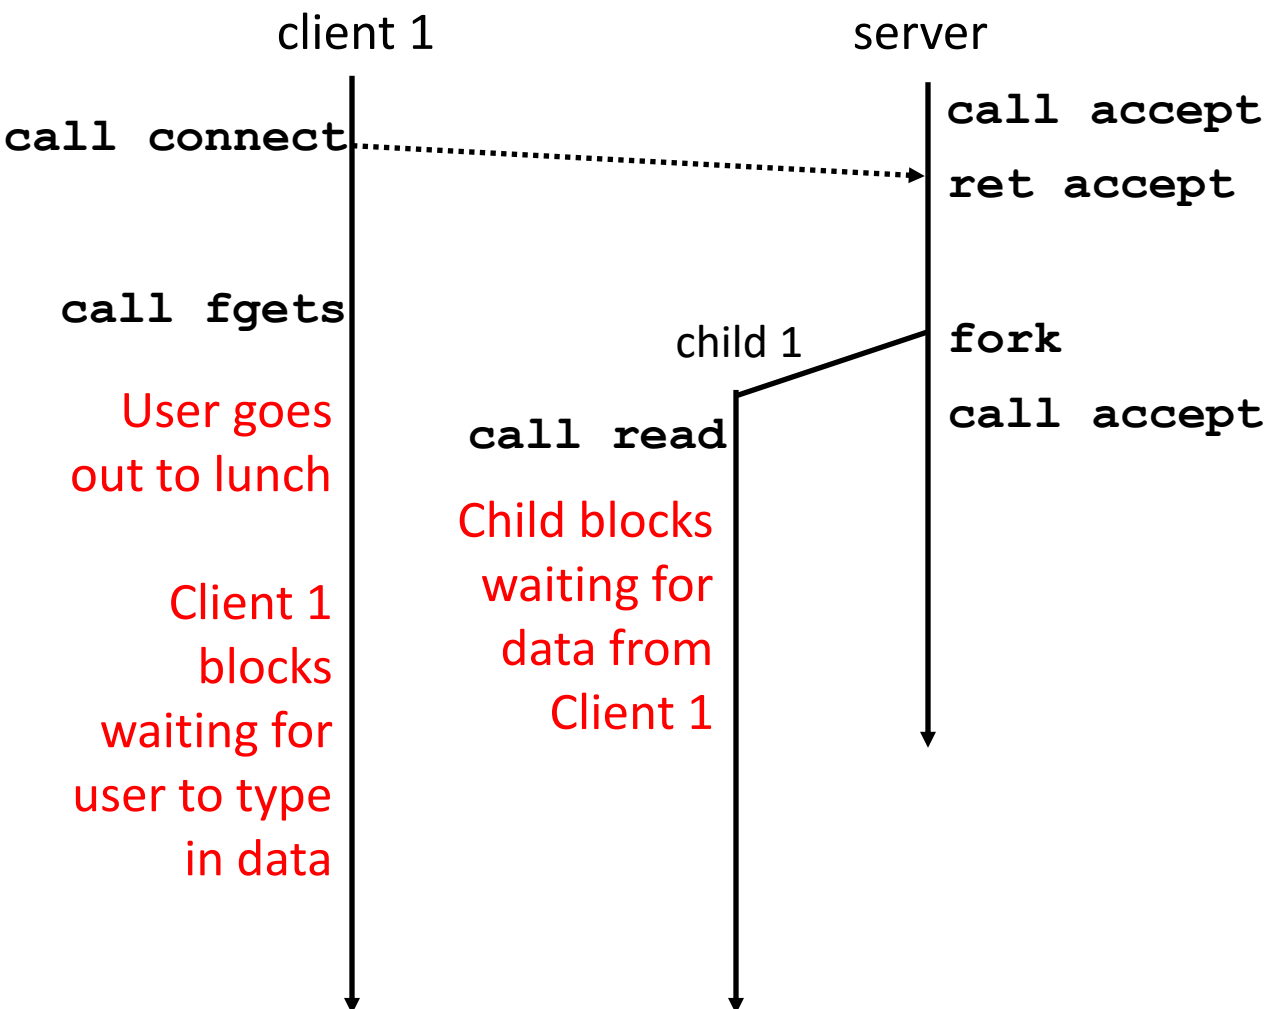 client 1
server
call connect
call accept
ret accept
call fgets
child 1
fork
call accept
User goes
out to lunch
call read
Child blocks
waiting for
data from
Client 1
Client 1
blocks
waiting for
user to type
in data